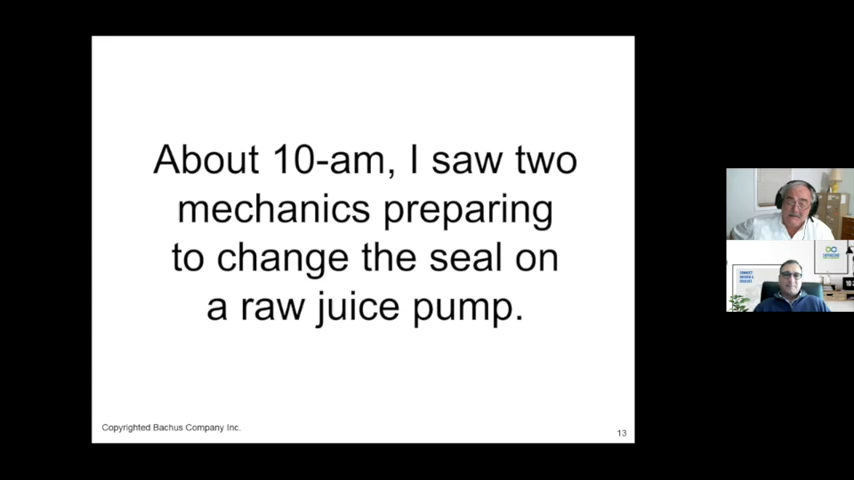 About 10-am, I saw two
mechanics preparing
to change the seal on
a raw juice pump.
Copyrighted Bachus Company Inc.
13